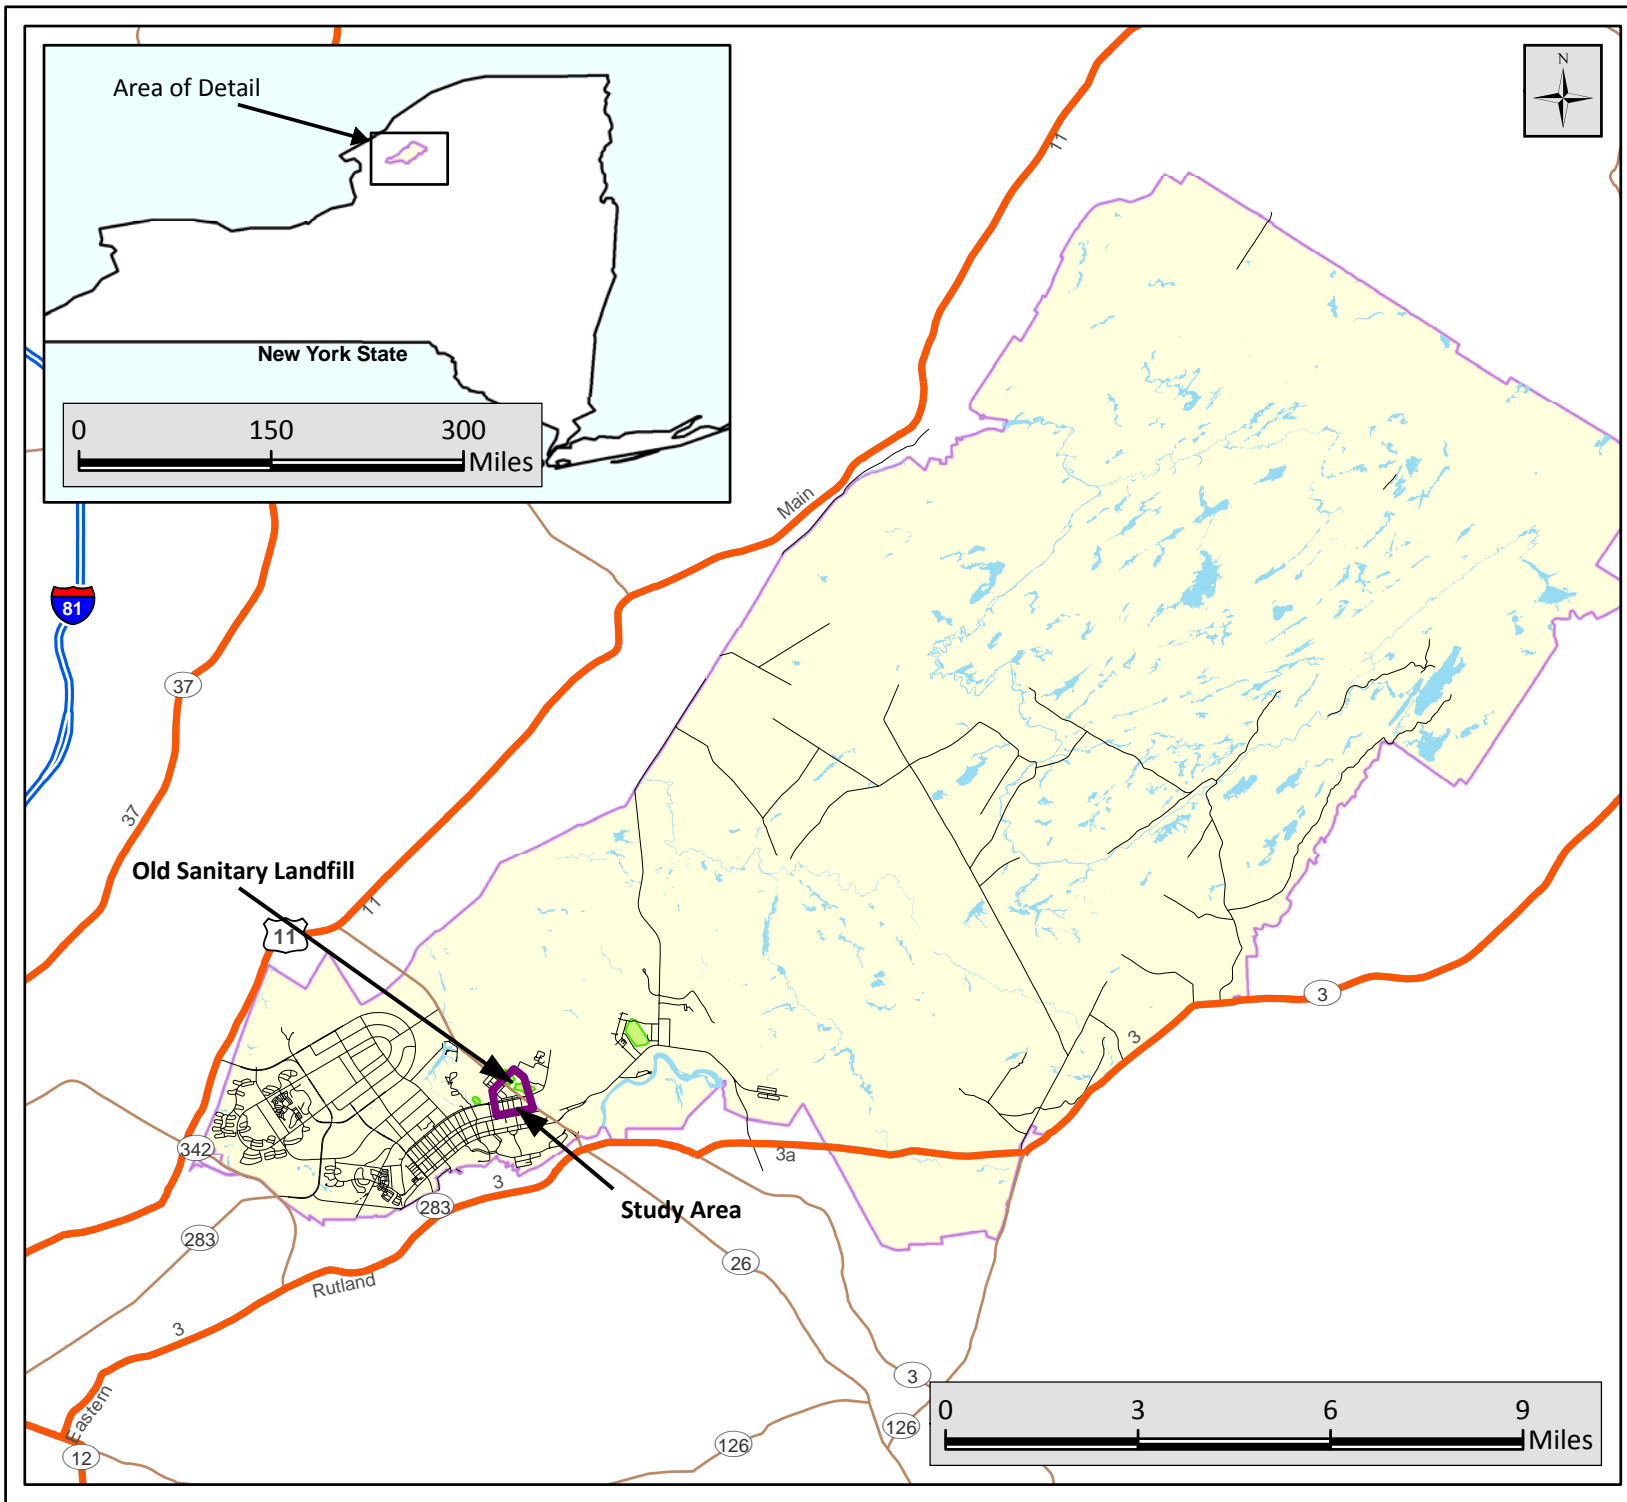 Area of Detail
New York State
0 150 300
Miles
N
11
Main
81
37
37
Old Sanitary Landfill
11
11
3
3
342
3a
3
283
Study Area
283
26
Rutland
3
3
Eastern
126
126
12
0 3 6 9
Miles